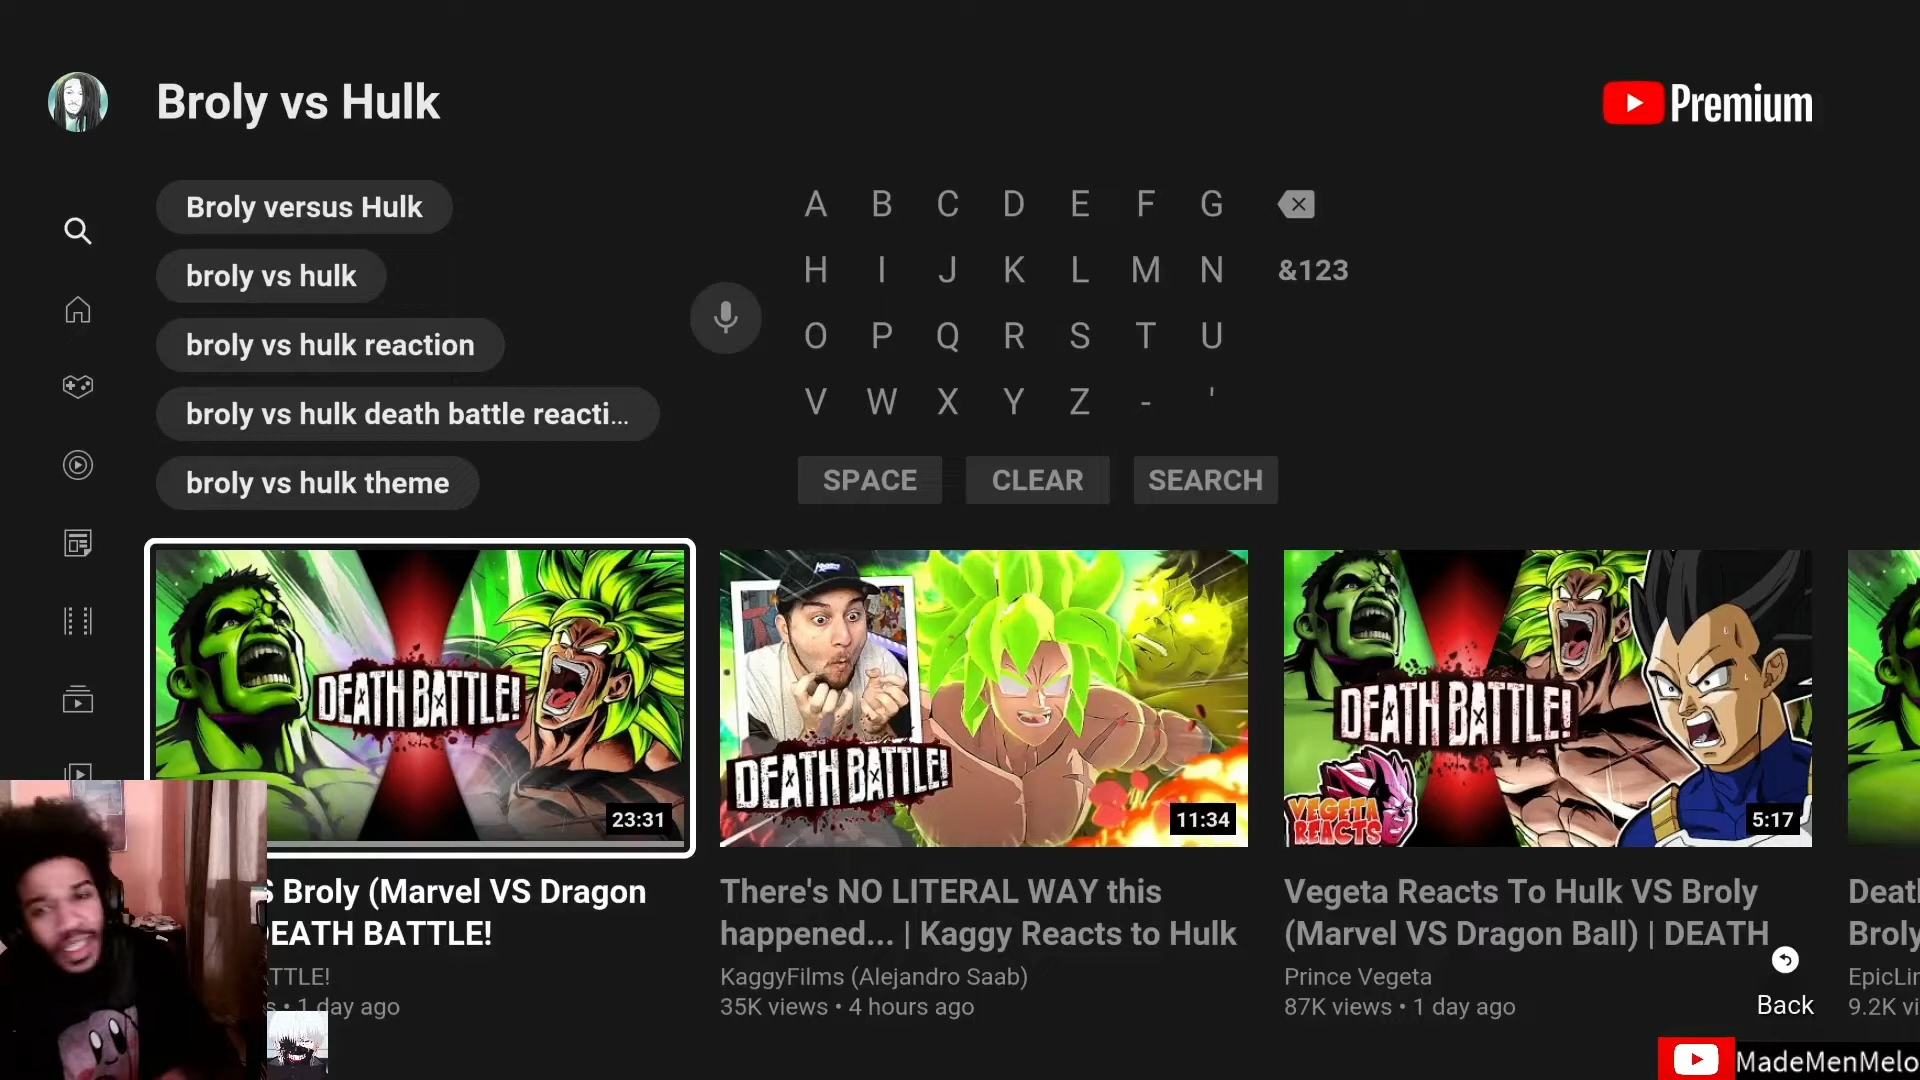 Broly vs Hulk
Premium
Broly versus Hulk
broly vs hulk
broly vs hulk reaction
broly vs hulk death battle reacti...
broly vs hulk theme
A B C D E F G
H I J K L M N &123
O P Q R S T U
V W X Y Z - '
SPACE CLEAR SEARCH
DEATH BATTLE!
23:31
DEATH BATTLE!
11:34
DEATH BATTLE!
VEGETA
REACTS
5:17
S Broly (Marvel VS Dragon
DEATH BATTLE!
TTLE!
s • 1 day ago
There's NO LITERAL WAY this
happened... | Kaggy Reacts to Hulk
KaggyFilms (Alejandro Saab)
35K views • 4 hours ago
Vegeta Reacts To Hulk VS Broly
(Marvel VS Dragon Ball) | DEATH
Prince Vegeta
87K views • 1 day ago
Deat
Broly
EpicLi
9.2K vi
Back
MadeMenMelo